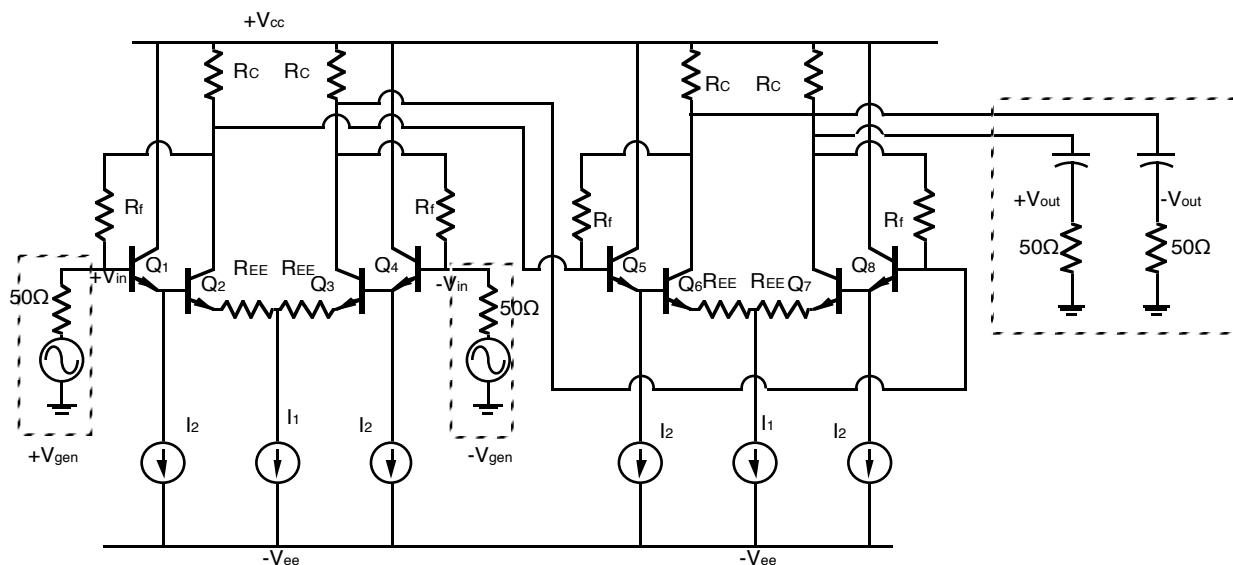 +Vcc
RC RC RC RC
Rf Rf Rf Rf
+Vout -Vout
50Ω 50Ω
Q1 REE REE Q4 Q5 Q8
+Vin Q2 Q3 -Vin Q6 REE REE Q7
50Ω 50Ω
I2 I1 I2 I2 I1 I2
+Vgen -Vgen
-Vee -Vee